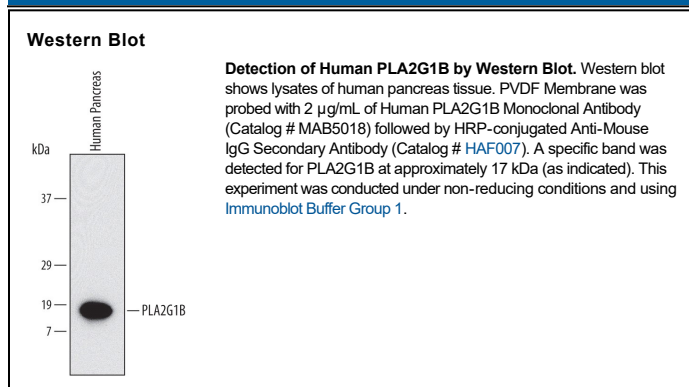 Western Blot
Human Pancreas
kDa
37
29
19
7
PLA2G1B
Detection of Human PLA2G1B by Western Blot. Western blot
shows lysates of human pancreas tissue. PVDF Membrane was
probed with 2 µg/mL of Human PLA2G1B Monoclonal Antibody
(Catalog # MAB5018) followed by HRP-conjugated Anti-Mouse
IgG Secondary Antibody (Catalog # HAF007). A specific band was
detected for PLA2G1B at approximately 17 kDa (as indicated). This
experiment was conducted under non-reducing conditions and using
Immunoblot Buffer Group 1.